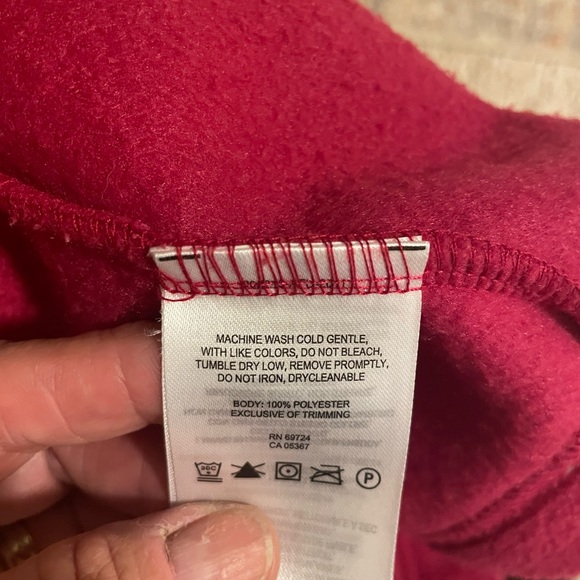 MACHINE WASH COLD GENTLE,
WITH LIKE COLORS, DO NOT BLEACH,
TUMBLE DRY LOW, REMOVE PROMPTLY,
DO NOT IRON, DRYCLEANABLE
BODY: 100% POLYESTER
EXCLUSIVE OF TRIMMING
RN 69724
CA 05367
30C P